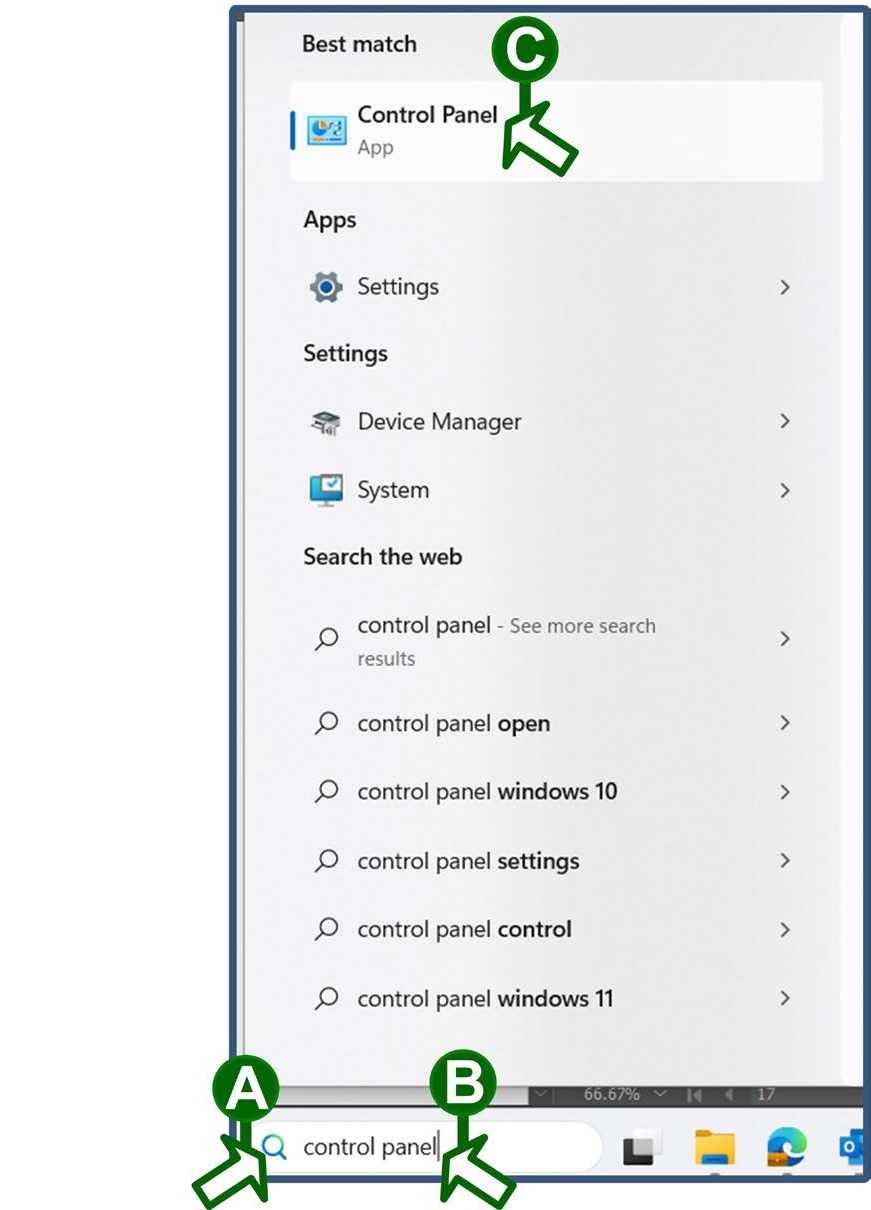 Best match
C
Control Panel
App
Apps
Settings
Settings
Device Manager
System
Search the web
control panel - See more search
results
control panel open
control panel windows 10
control panel settings
control panel control
control panel windows 11
A
B
66.67%
17
control panel